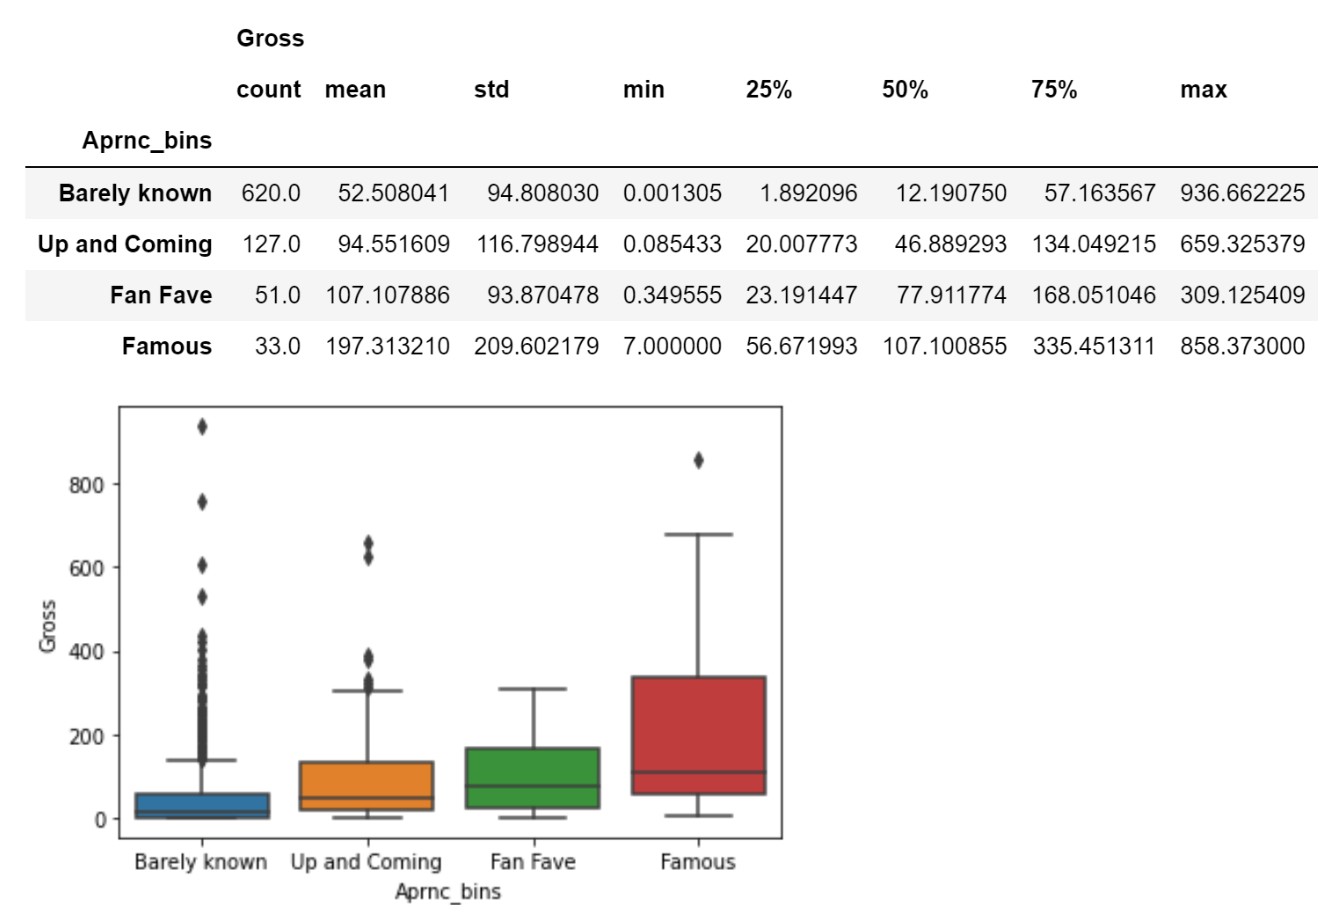 Gross
count mean std min 25% 50% 75% max
Aprnc_bins
Barely known 620.0 52.508041 94.808030 0.001305 1.892096 12.190750 57.163567 936.662225
Up and Coming 127.0 94.551609 116.798944 0.085433 20.007773 46.889293 134.049215 659.325379
Fan Fave 51.0 107.107886 93.870478 0.349555 23.191447 77.911774 168.051046 309.125409
Famous 33.0 197.313210 209.602179 7.000000 56.671993 107.100855 335.451311 858.373000
800
600
400
200
0
Gross
Barely known Up and Coming Fan Fave Famous
Aprnc_bins